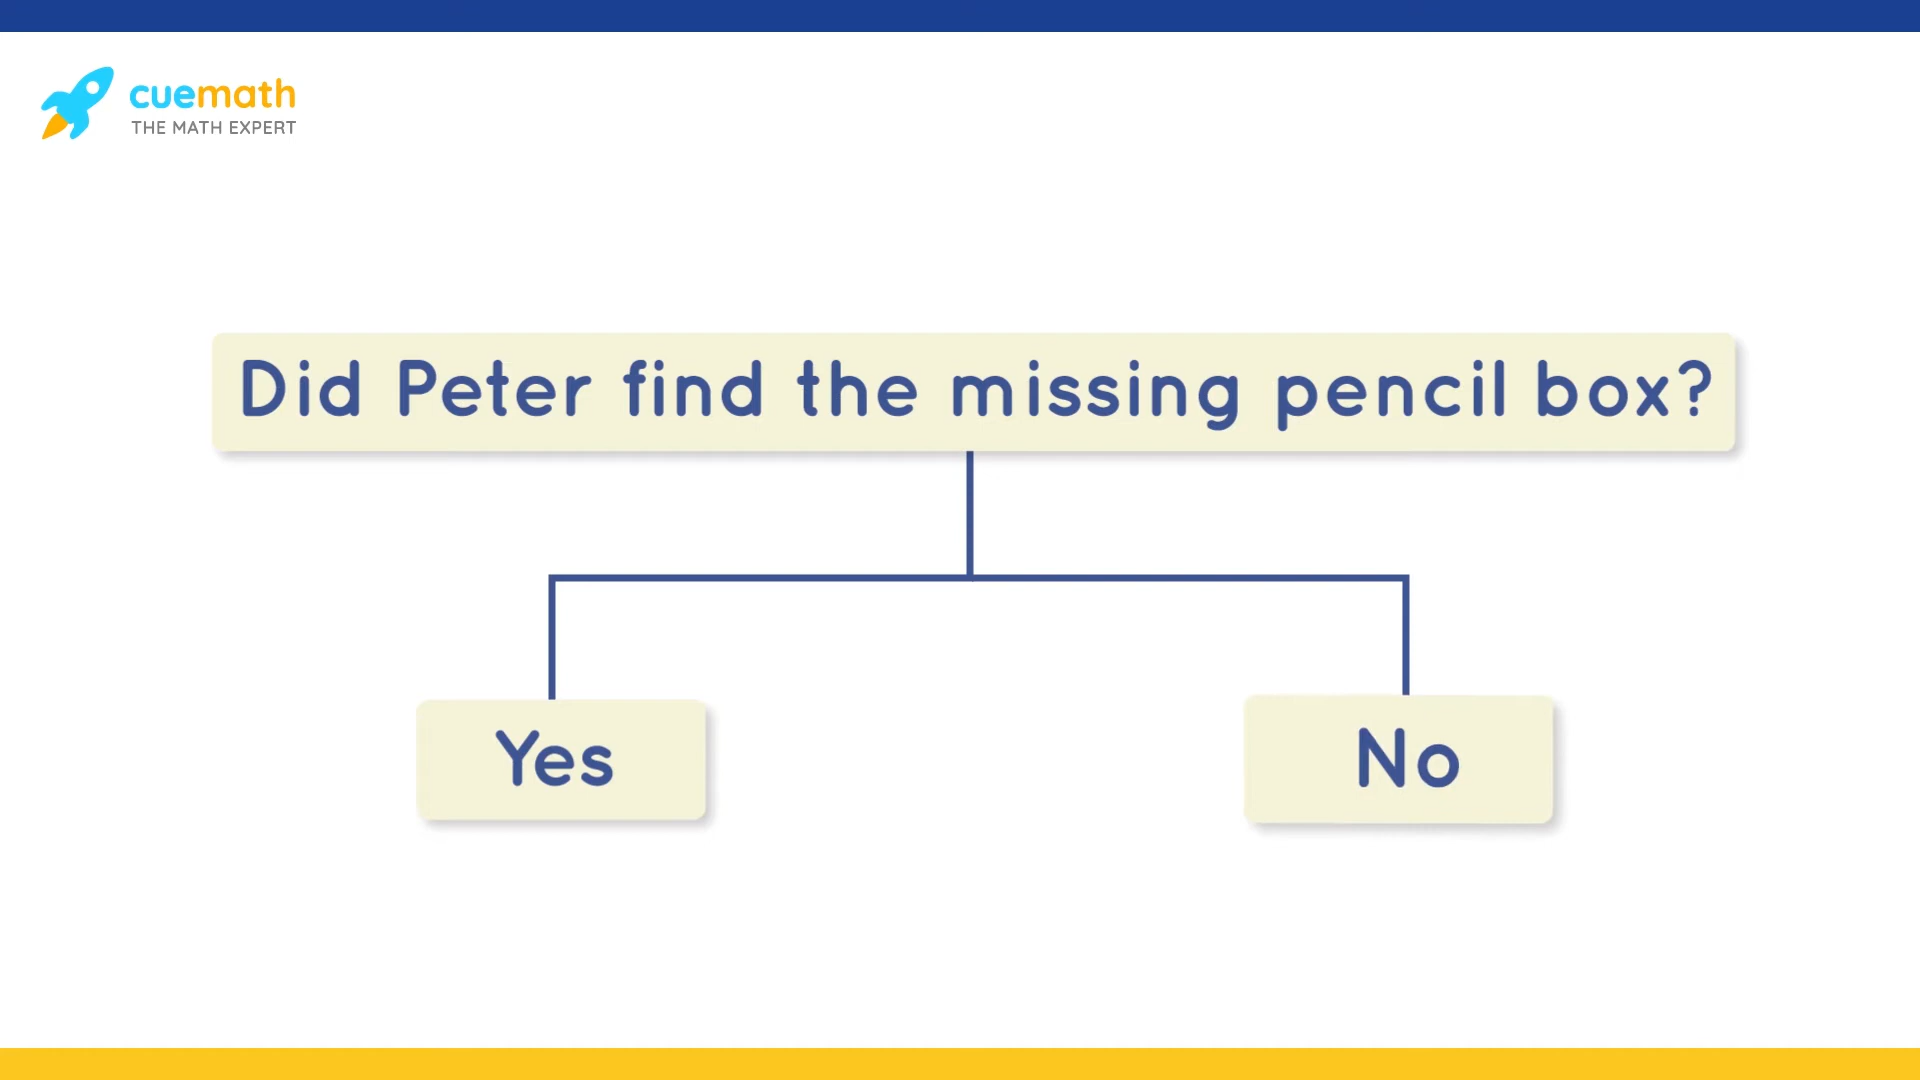 cuemath
THE MATH EXPERT
Did Peter find the missing pencil box?
Yes
No